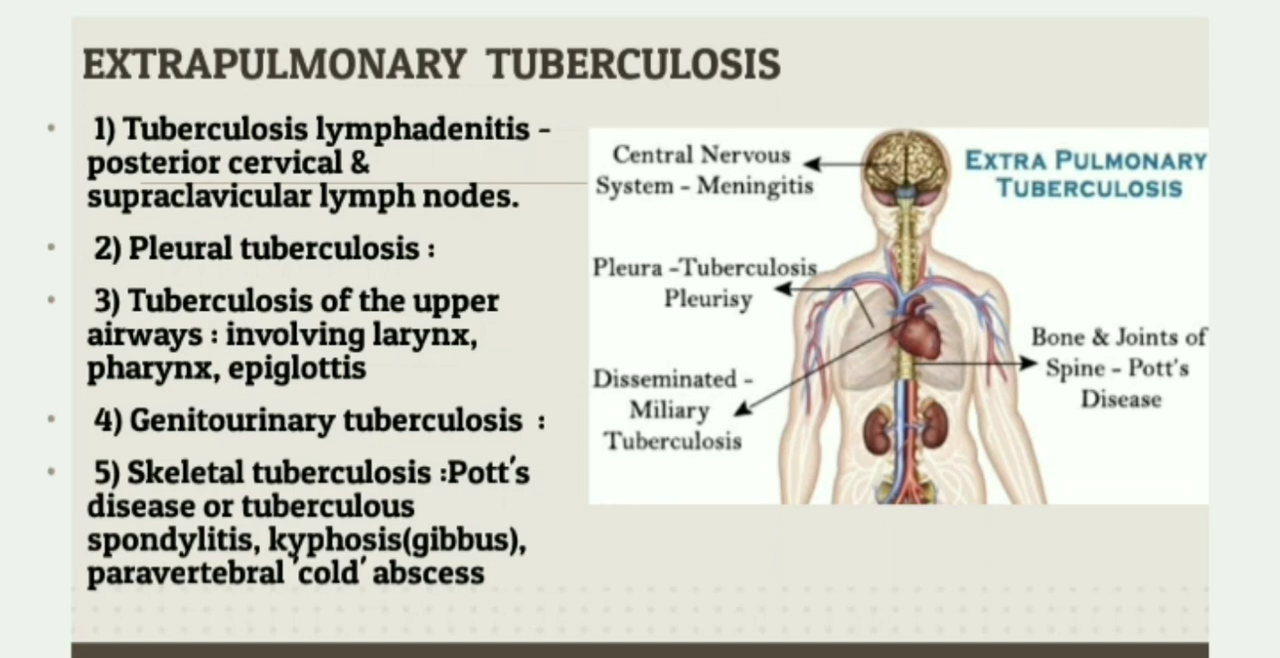 EXTRAPULMONARY TUBERCULOSIS
1) Tuberculosis lymphadenitis -
posterior cervical &
supraclavicular lymph nodes.
2) Pleural tuberculosis :
3) Tuberculosis of the upper
airways : involving larynx,
pharynx, epiglottis
4) Genitourinary tuberculosis :
5) Skeletal tuberculosis :Pott's
disease or tuberculous
spondylitis, kyphosis(gibbus),
paravertebral 'cold' abscess
EXTRA PULMONARY
TUBERCULOSIS
Central Nervous
System - Meningitis
Pleura -Tuberculosis
Pleurisy
Disseminated -
Miliary
Tuberculosis
Bone & Joints of
Spine - Pott's
Disease